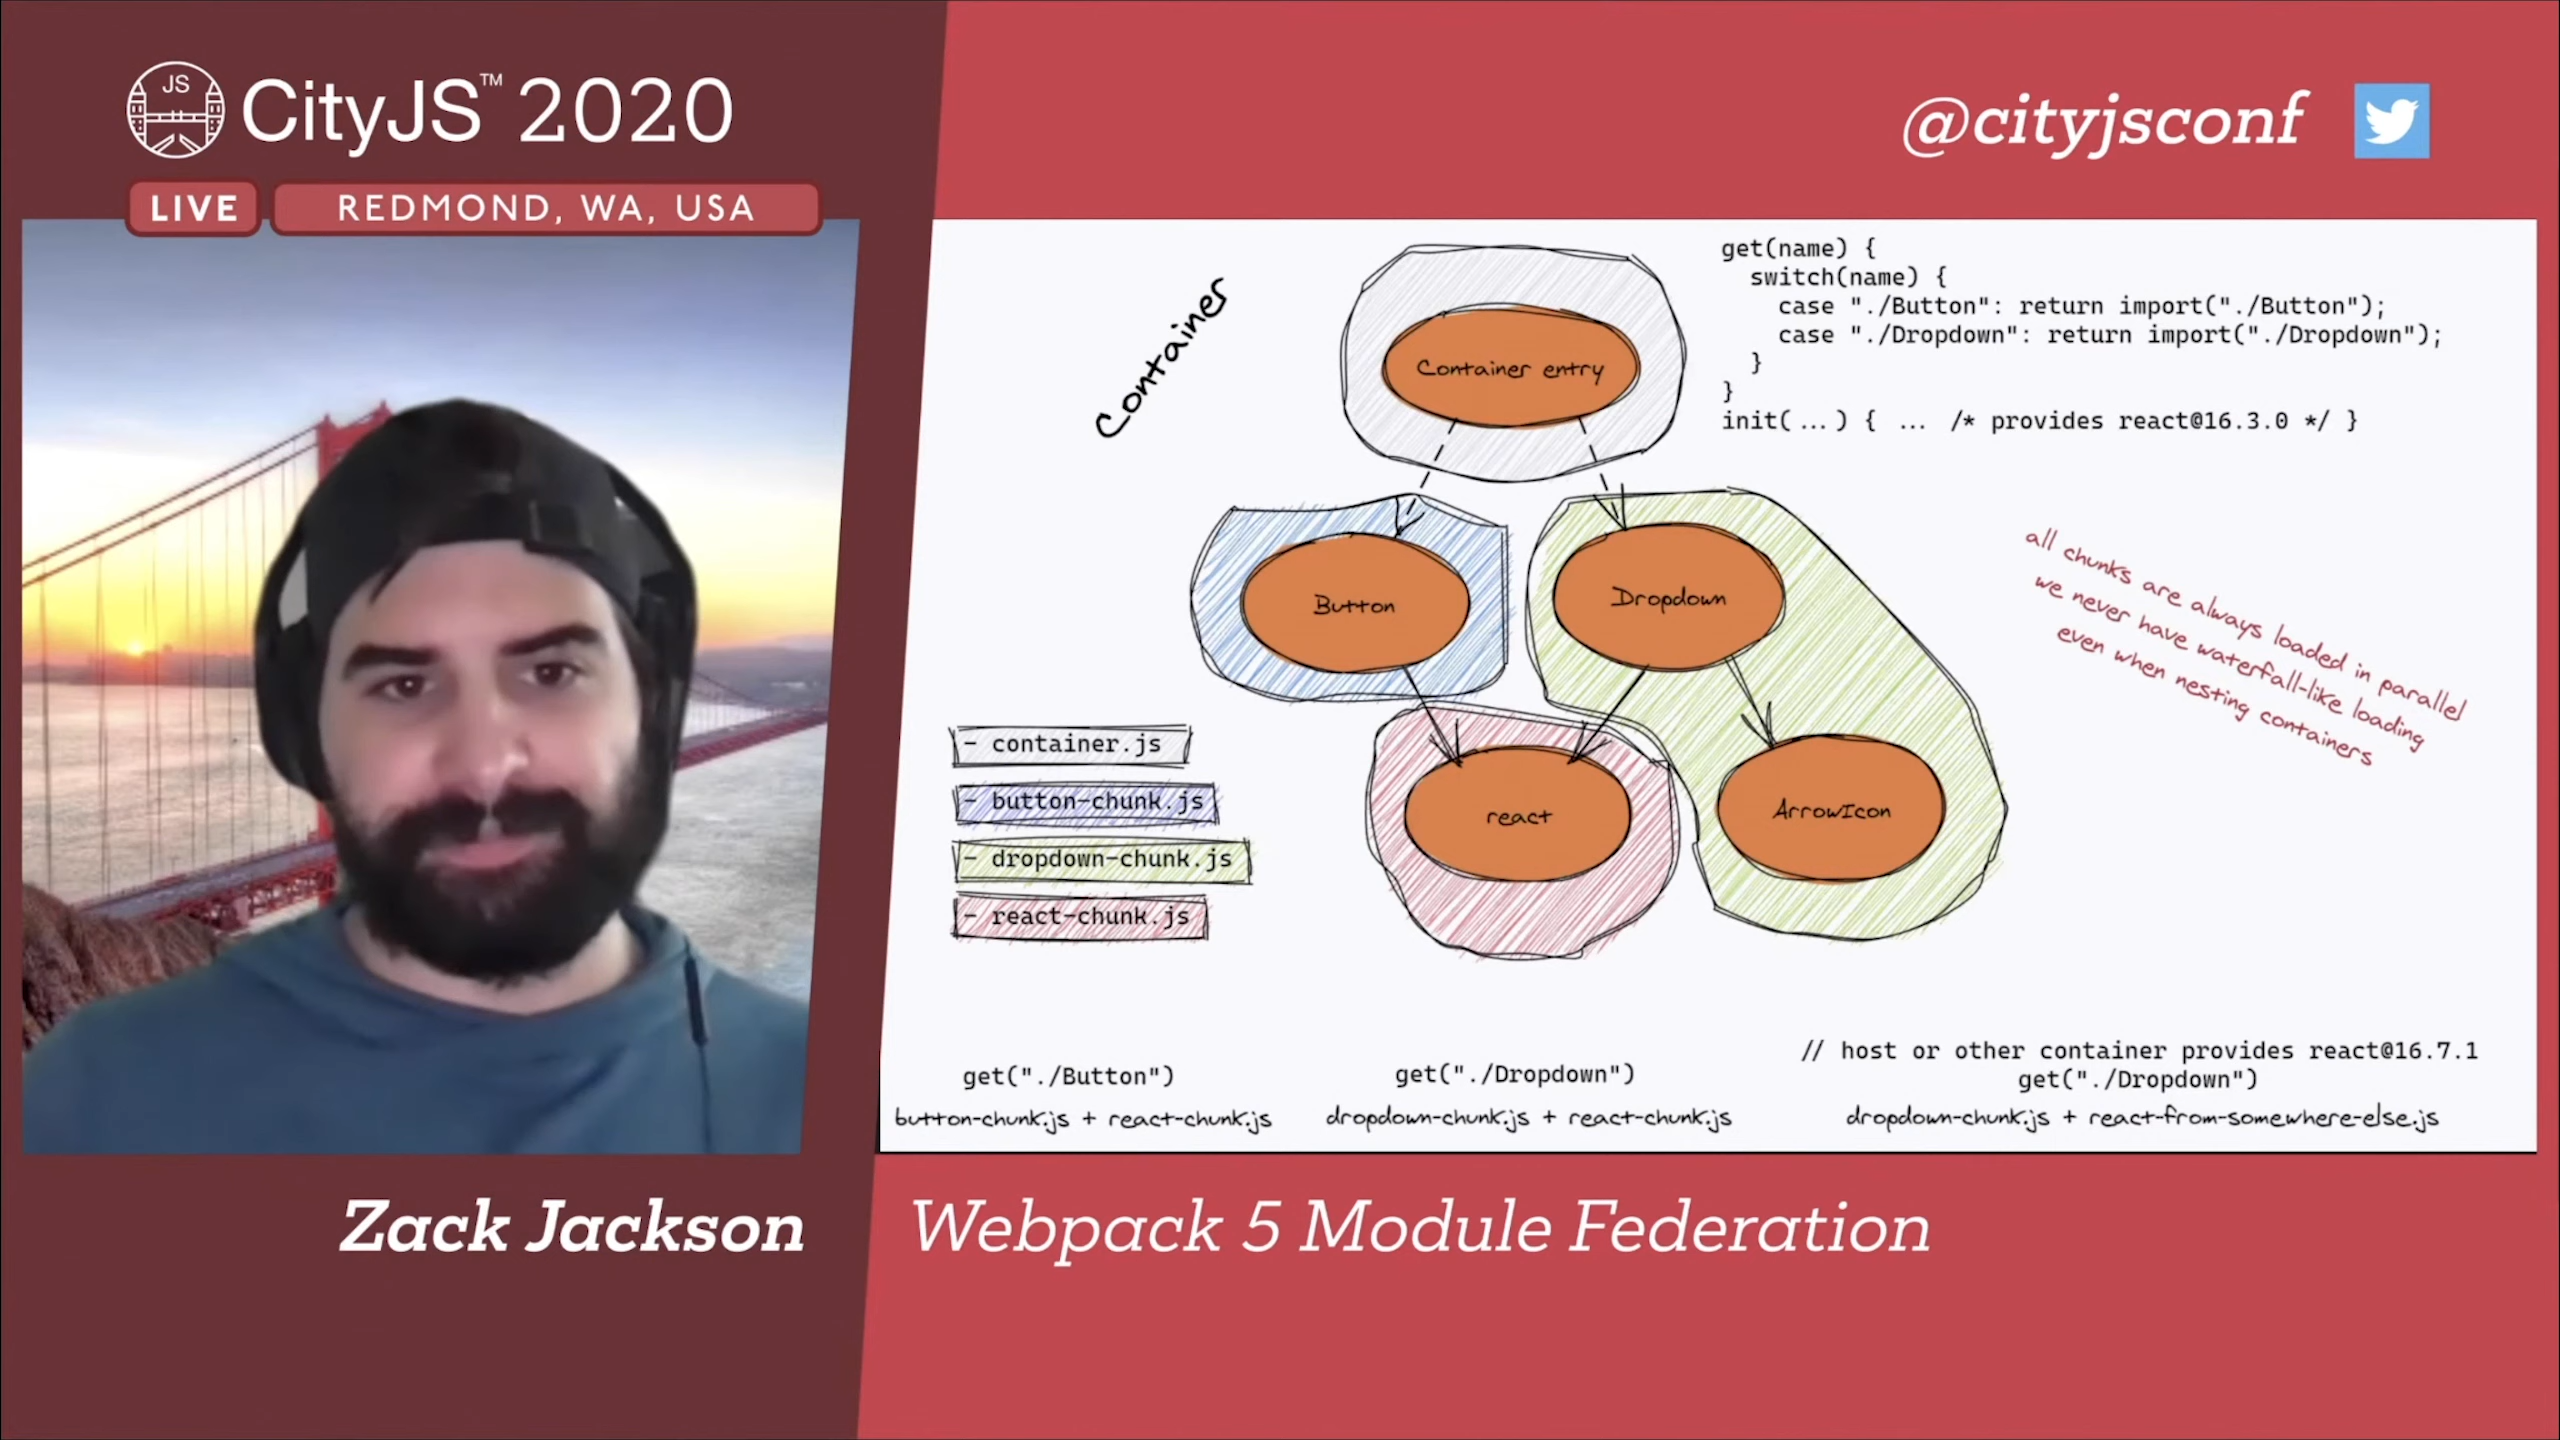 JS
CityJS™ 2020
@cityjsconf
LIVE
REDMOND, WA, USA
Container
Container entry
get(name) {
switch(name) {
case "./Button": return import("./Button");
case "./Dropdown": return import("./Dropdown");
}
}
init(...) { ... /* provides react@16.3.0 */ }
Button
Dropdown
react
ArrowIcon
all chunks are always loaded in parallel
we never have waterfall-like loading
even when nesting containers
- container.js
- button-chunk.js
- dropdown-chunk.js
- react-chunk.js
get("./Button")
button-chunk.js + react-chunk.js
get("./Dropdown")
dropdown-chunk.js + react-chunk.js
// host or other container provides react@16.7.1
get("./Dropdown")
dropdown-chunk.js + react-from-somewhere-else.js
Zack Jackson
Webpack 5 Module Federation